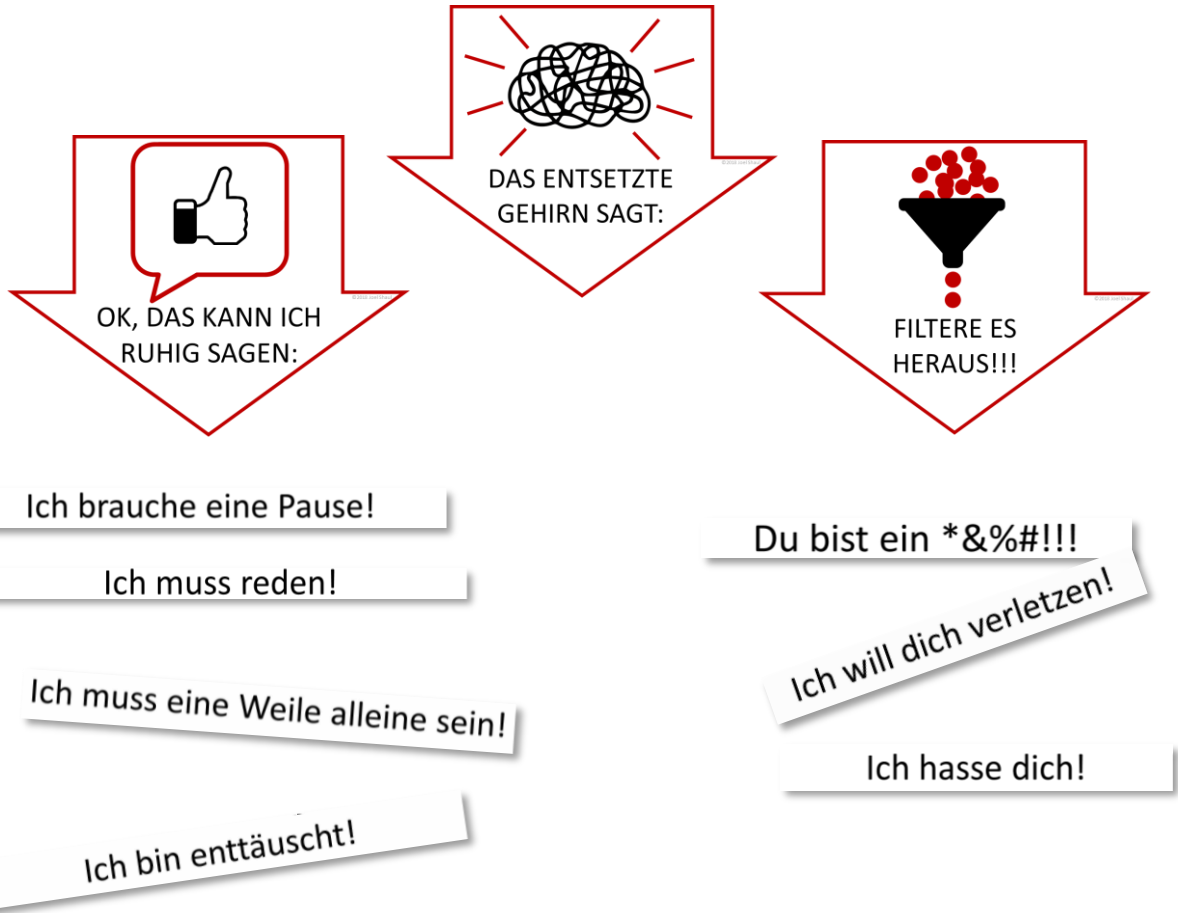 DAS ENTSETZTE
GEHIRN SAGT:
OK, DAS KANN ICH
RUHIG SAGEN:
FILTERE ES
HERAUS!!!
Ich brauche eine Pause!
Ich muss reden!
Ich muss eine Weile alleine sein!
Ich bin enttäuscht!
Du bist ein *&%#!!!
Ich will dich verletzen!
Ich hasse dich!